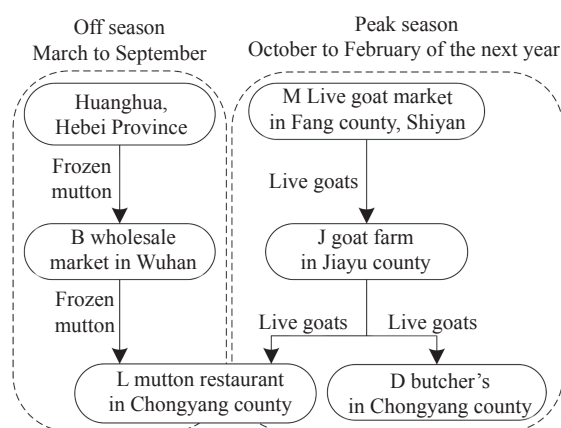 Off season
March to September
Peak season
October to February of the next year
Huanghua,
Hebei Province
M Live goat market
in Fang county, Shiyan
Frozen
mutton
Live goats
B wholesale
market in Wuhan
J goat farm
in Jiayu county
Frozen
mutton
Live goats
Live goats
L mutton restaurant
in Chongyang county
D butcher's
in Chongyang county